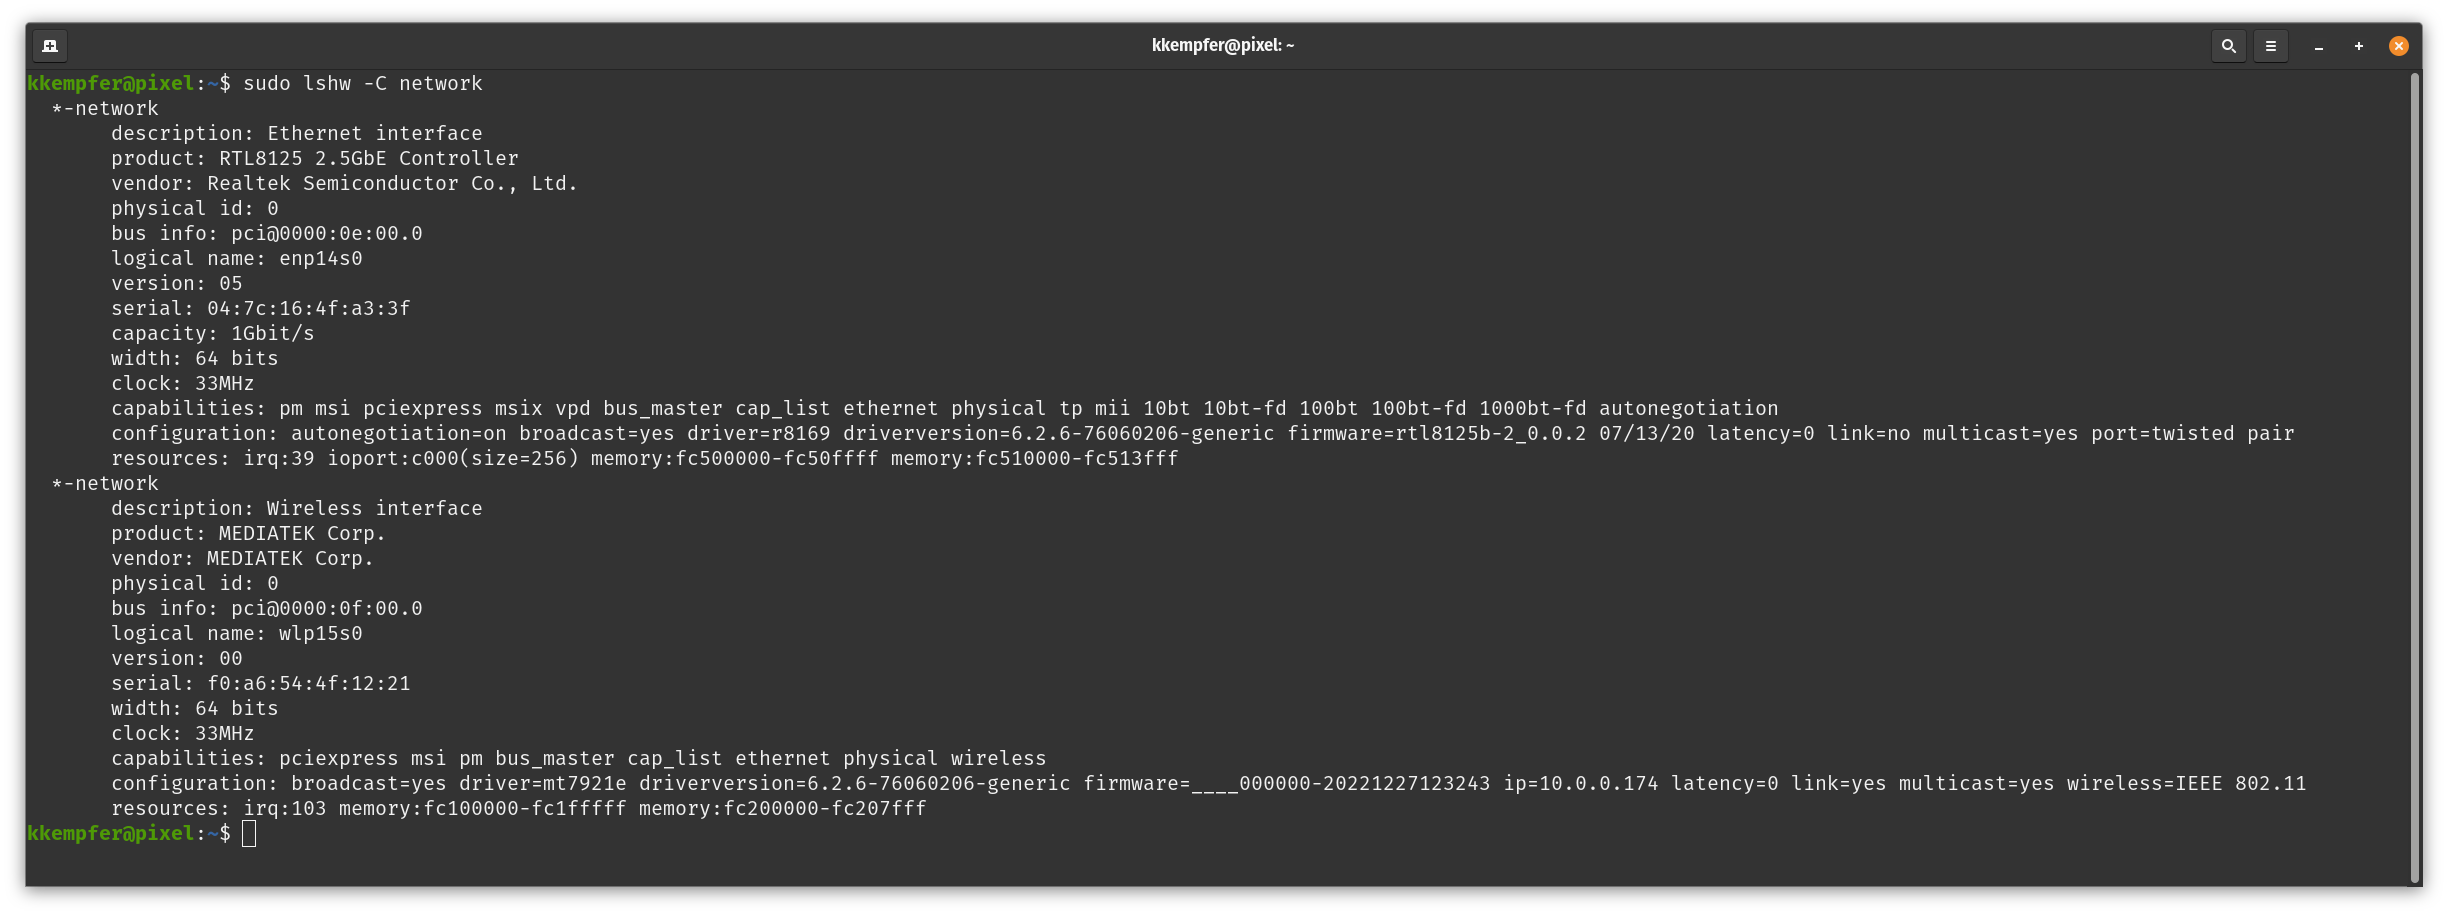 kkempfer@pixel: ~
kkempfer@pixel:~$ sudo lshw -C network
*-network
description: Ethernet interface
product: RTL8125 2.5GbE Controller
vendor: Realtek Semiconductor Co., Ltd.
physical id: 0
bus info: pci@0000:0e:00.0
logical name: enp14s0
version: 05
serial: 04:7c:16:4f:a3:3f
capacity: 1Gbit/s
width: 64 bits
clock: 33MHz
capabilities: pm msi pciexpress msix vpd bus_master cap_list ethernet physical tp mii 10bt 10bt-fd 100bt 100bt-fd 1000bt-fd autonegotiation
configuration: autonegotiation=on broadcast=yes driver=r8169 driverversion=6.2.6-76060206-generic firmware=rtl8125b-2_0.0.2 07/13/20 latency=0 link=no multicast=yes port=twisted pair
resources: irq:39 ioport:c000(size=256) memory:fc500000-fc50ffff memory:fc510000-fc513fff
*-network
description: Wireless interface
product: MEDIATEK Corp.
vendor: MEDIATEK Corp.
physical id: 0
bus info: pci@0000:0f:00.0
logical name: wlp15s0
version: 00
serial: f0:a6:54:4f:12:21
width: 64 bits
clock: 33MHz
capabilities: pciexpress msi pm bus_master cap_list ethernet physical wireless
configuration: broadcast=yes driver=mt7921e driverversion=6.2.6-76060206-generic firmware=____000000-20221227123243 ip=10.0.0.174 latency=0 link=yes multicast=yes wireless=IEEE 802.11
resources: irq:103 memory:fc100000-fc1fffff memory:fc200000-fc207fff
kkempfer@pixel:~$